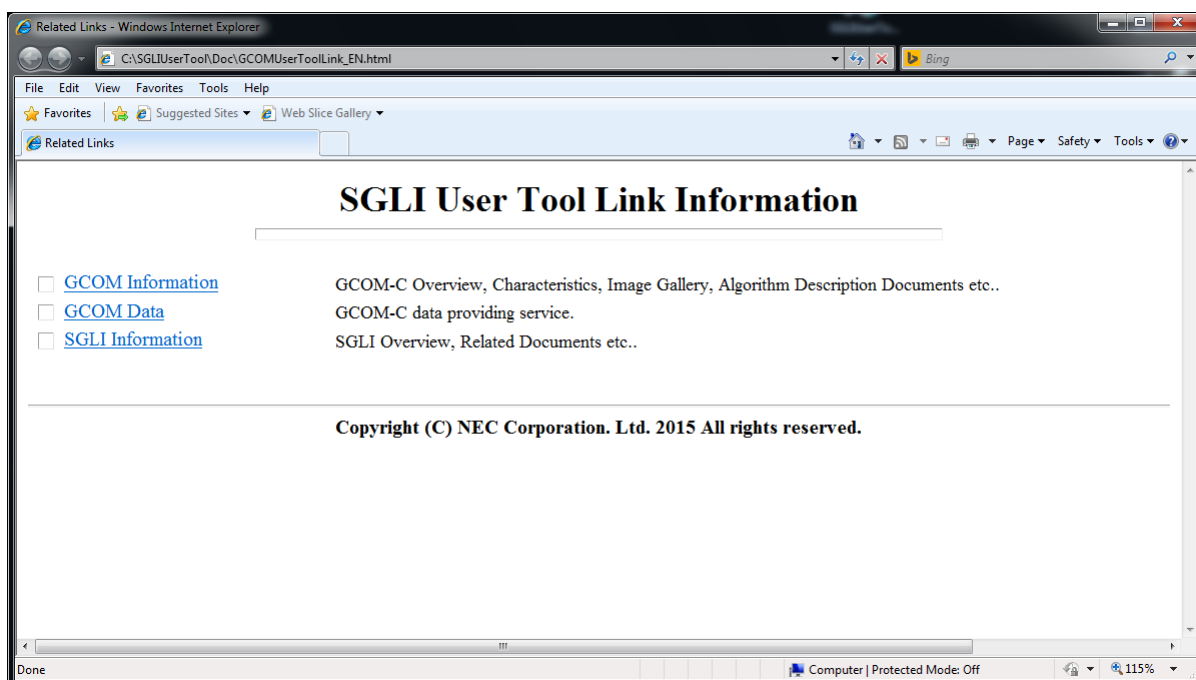 Related Links - Windows Internet Explorer
C:\SGLIUserTool\Doc\GCOMUserToolLink_EN.html
Bing
File Edit View Favorites Tools Help
Favorites Suggested Sites Web Slice Gallery
Related Links Page Safety Tools
SGLI User Tool Link Information
GCOM Information GCOM-C Overview, Characteristics, Image Gallery, Algorithm Description Documents etc..
GCOM Data GCOM-C data providing service.
SGLI Information SGLI Overview, Related Documents etc..
Copyright (C) NEC Corporation. Ltd. 2015 All rights reserved.
Done Computer | Protected Mode: Off 115%